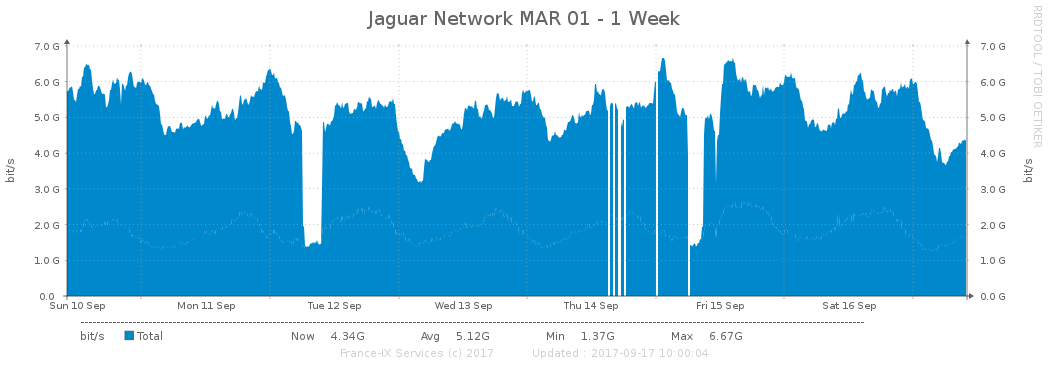 Jaguar Network MAR 01 - 1 Week
RRDTOOL / TOBI OETIKER
7.0 G 7.0 G
6.0 G 6.0 G
5.0 G 5.0 G
4.0 G 4.0 G
3.0 G 3.0 G
2.0 G 2.0 G
1.0 G 1.0 G
0.0 0.0 G
bit/s bit/s
Sun 10 Sep Mon 11 Sep Tue 12 Sep Wed 13 Sep Thu 14 Sep Fri 15 Sep Sat 16 Sep
bit/s Total Now 4.34G Avg 5.12G Min 1.37G Max 6.67G
France-IX Services (c) 2017 Updated : 2017-09-17 10:00:04